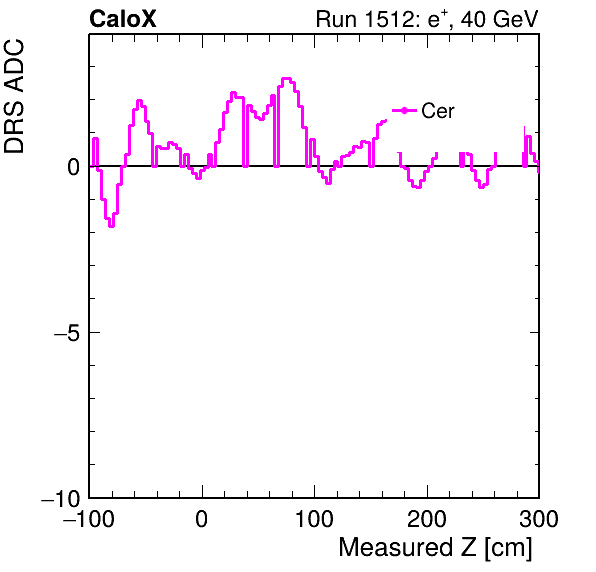 CaloX
Run 1512: e⁺, 40 GeV
DRS ADC
Cer
0
−5
−10
−100 0 100 200 300
Measured Z [cm]